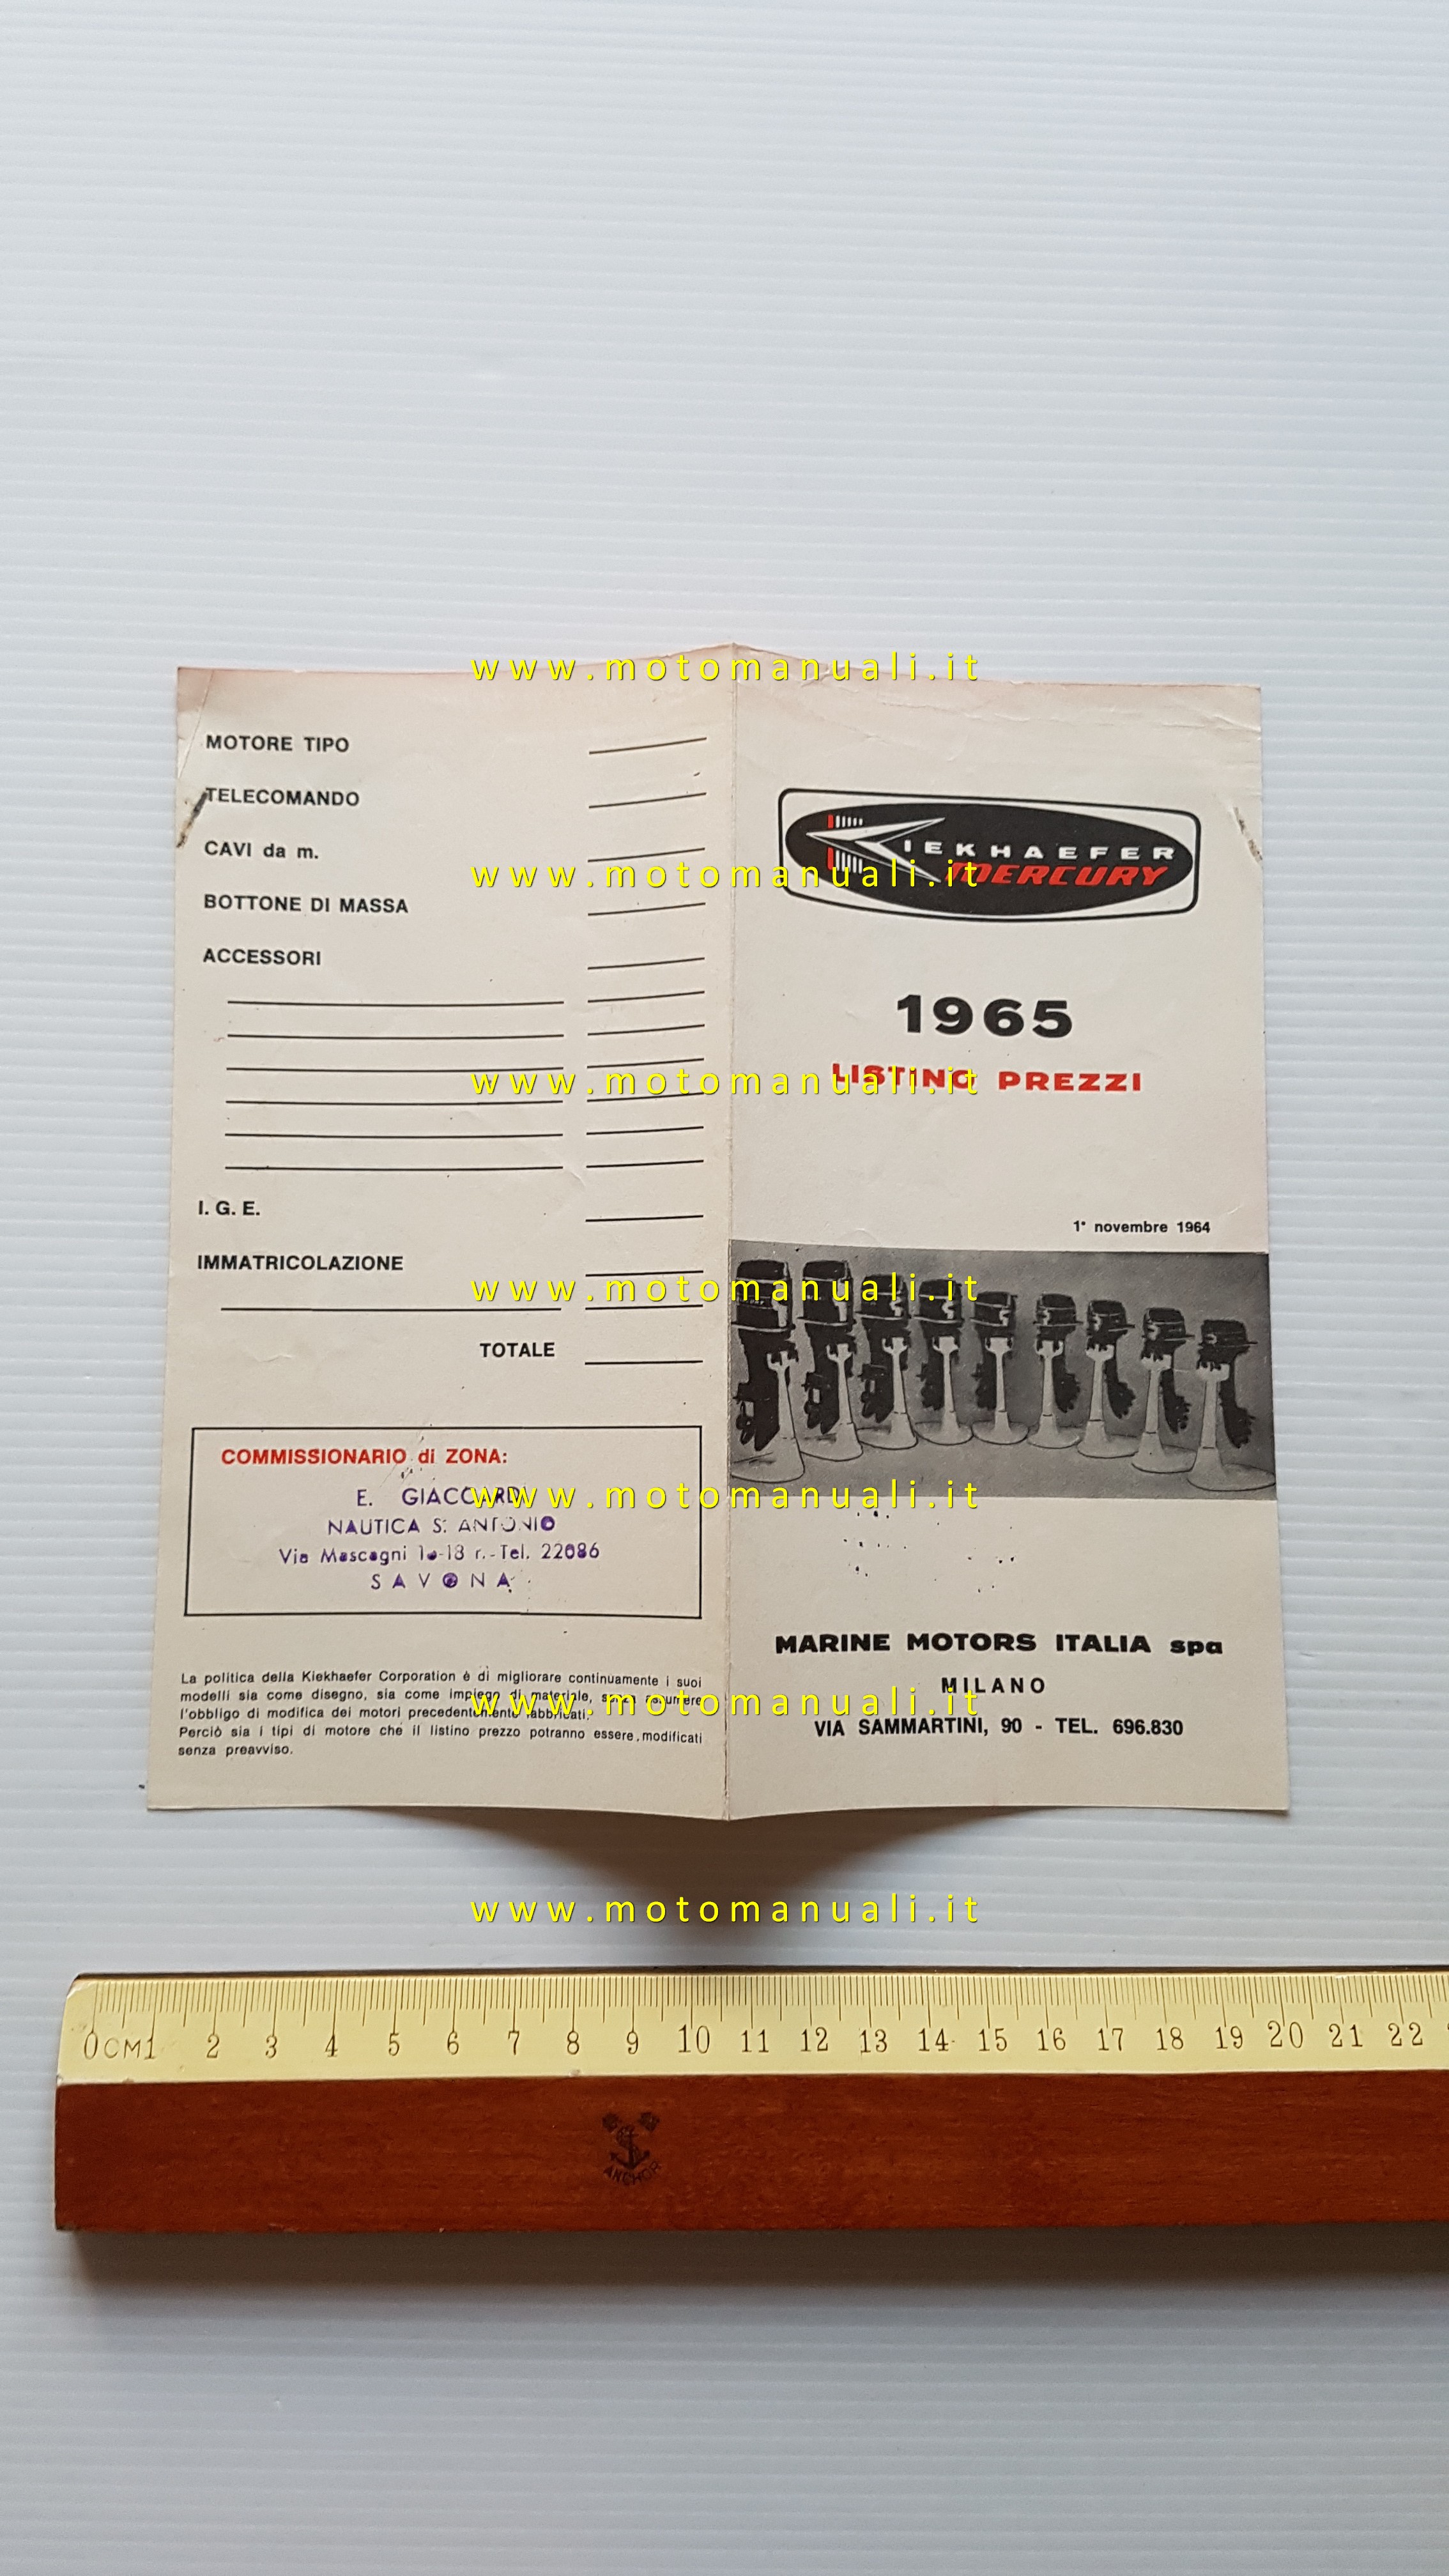 MOTORE TIPO
TELECOMANDO
CAVI da m.
BOTTONE DI MASSA
ACCESSORI
I. G. E.
IMMATRICOLAZIONE
TOTALE
COMMISSIONARIO di ZONA:
E. GIACCARDI
NAUTICA S. ANTONIO
Via Mascagni r.-Tel. 22086
SAVONA
La politica della Kiekhaefer Corporation è di migliorare continuamente i suoi
modelli sia come disegno, sia come impiego di materiale, senza assumere
l'obbligo di modifica dei motori precedentemente fabbricati.
Perciò sia i tipi di motore che il listino prezzo potranno essere modificati
senza preavviso.
KIEKHAEFER
MERCURY
1965
LISTINO PREZZI
1° novembre 1964
MARINE MOTORS ITALIA spa
MILANO
VIA SAMMARTINI, 90 - TEL. 696.830
www.motomanuali.it
www.motomanuali.it
www.motomanuali.it
www.motomanuali.it
www.motomanuali.it
www.motomanuali.it
www.motomanuali.it
0CM1 2 3 4 5 6 7 8 9 10 11 12 13 14 15 16 17 18 19 20 21 22
ANCHOR